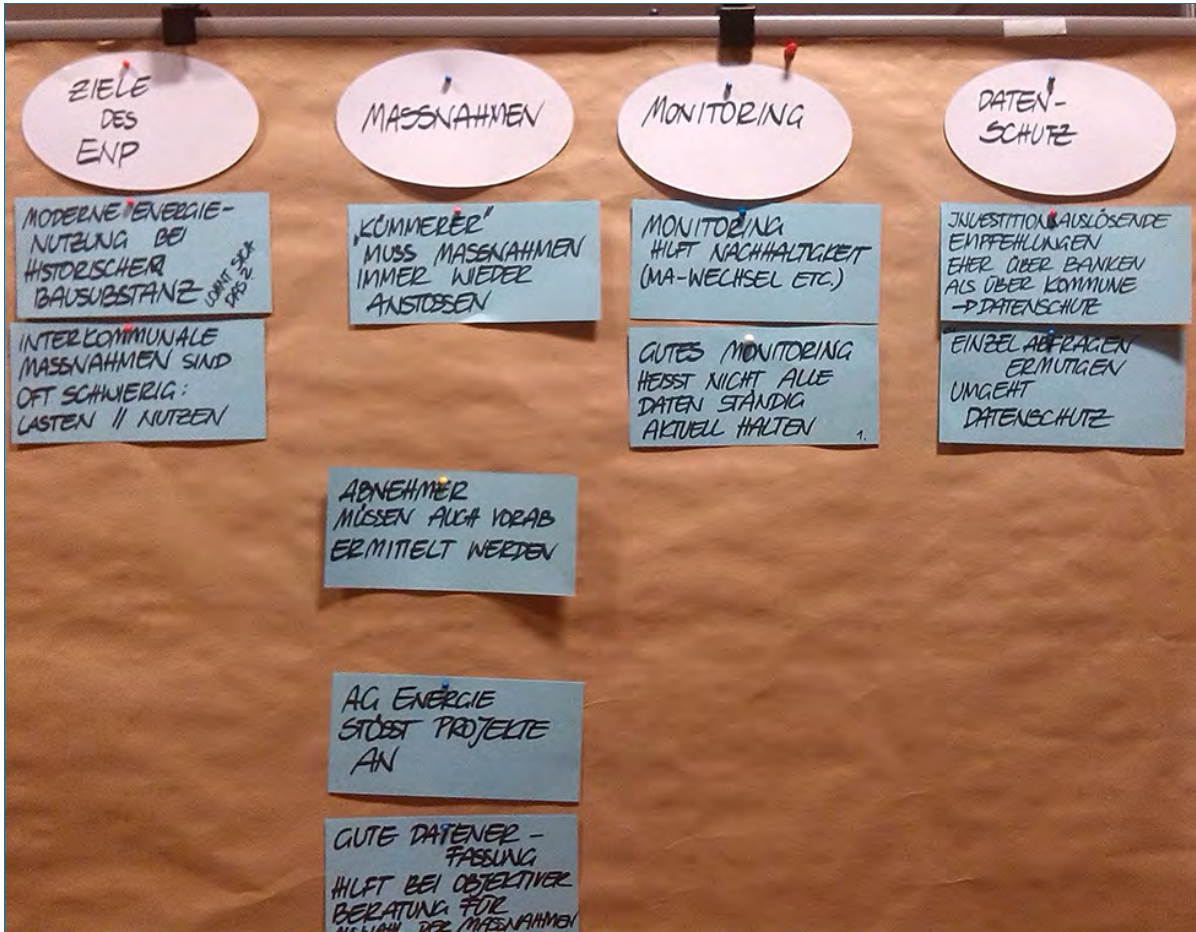 ZIELE
DES
ENP
MODERNE ENERGIE-
NUTZUNG BEI
HISTORISCHER
BAUSUBSTANZ
LOHNT SICH
DAS?
INTERKOMMUNALE
MASSNAHMEN SIND
OFT SCHWIERIG:
LASTEN // NUTZEN
MASSNAHMEN
„KÜMMERER"
MUSS MASSNAHMEN
IMMER WIEDER
ANSTOSSEN
ABNEHMER
MÜSSEN AUCH VORAB
ERMITTELT WERDEN
AG ENERGIE
STÖSST PROJEKTE
AN
GUTE DATENER-
FASSUNG
HILFT BEI OBJEKTIVER
BERATUNG FÜR
AUSWAHL DER MASSNAHMEN
MONITORING
MONITORING
HILFT NACHHALTIGKEIT
(MA-WECHSEL ETC.)
GUTES MONITORING
HEISST NICHT ALLE
DATEN STÄNDIG
AKTUELL HALTEN
1.
DATEN-
SCHUTZ
INVESTITIONAUSLÖSENDE
EMPFEHLUNGEN
EHER ÜBER BANKEN
ALS ÜBER KOMMUNE
→ DATENSCHUTZ
EINZELABFRAGEN
ERMUTIGEN
UMGEHT
DATENSCHUTZ